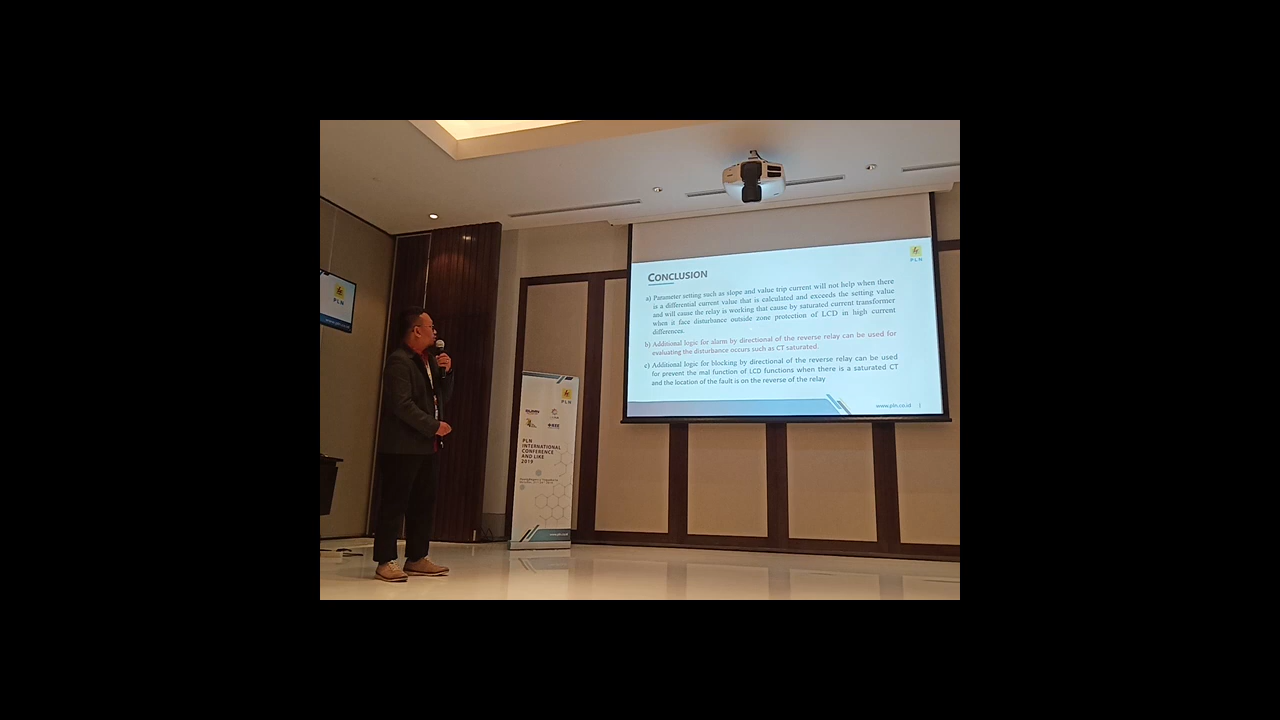 PLN
CONCLUSION
PLN
a) Parameter setting such as slope and value trip current will not help when there
is a differential current value that is calculated and exceeds the setting value
and will cause the relay is working that cause by saturated current transformer
when it face disturbance outside zone protection of LCD in high current
differences.
b) Additional logic for alarm by directional of the reverse relay can be used for
evaluating the disturbance occurs such as CT saturated.
c) Additional logic for blocking by directional of the reverse relay can be used
for prevent the mal function of LCD functions when there is a saturated CT
and the location of the fault is on the reverse of the relay
www.pln.co.id
PLN
PLN
INTERNATIONAL
CONFERENCE
AND LIKE
2019